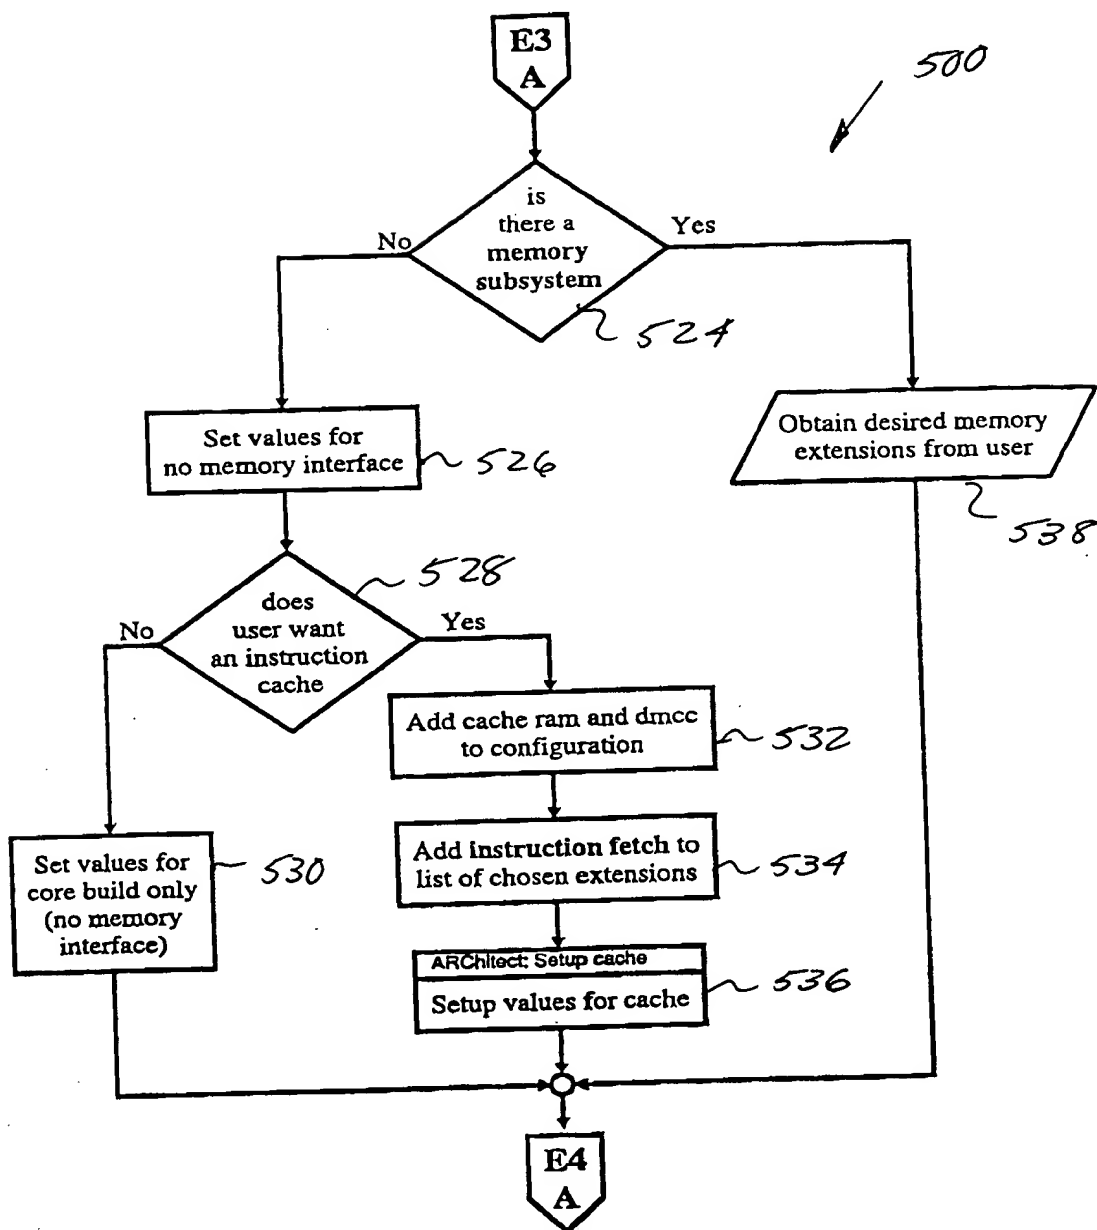 E3
A
500
is
there a
memory
subsystem
No
Yes
524
Set values for
no memory interface
526
Obtain desired memory
extensions from user
538
528
does
user want
an instruction
cache
No
Yes
Add cache ram and dmcc
to configuration
532
Set values for
core build only
(no memory
interface)
530
Add instruction fetch to
list of chosen extensions
534
ARChitect: Setup cache
Setup values for cache
536
E4
A